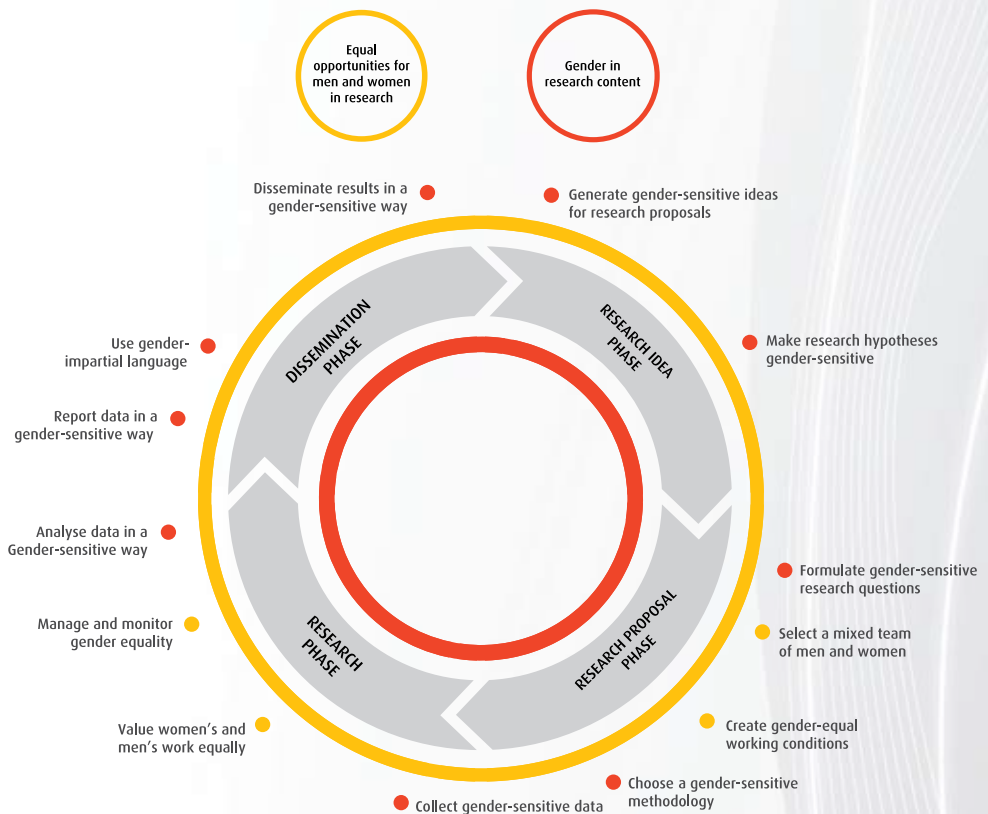 Equal
opportunities for
men and women
in research
Gender in
research content
Disseminate results in a
gender-sensitive way
Generate gender-sensitive ideas
for research proposals
DISSEMINATION
PHASE
RESEARCH IDEA
PHASE
Use gender-
impartial language
Make research hypotheses
gender-sensitive
Report data in a
gender-sensitive way
Analyse data in a
Gender-sensitive way
Formulate gender-sensitive
research questions
Manage and monitor
gender equality
Select a mixed team
of men and women
RESEARCH
PHASE
RESEARCH PROPOSAL
PHASE
Value women's and
men's work equally
Create gender-equal
working conditions
Choose a gender-sensitive
methodology
Collect gender-sensitive data